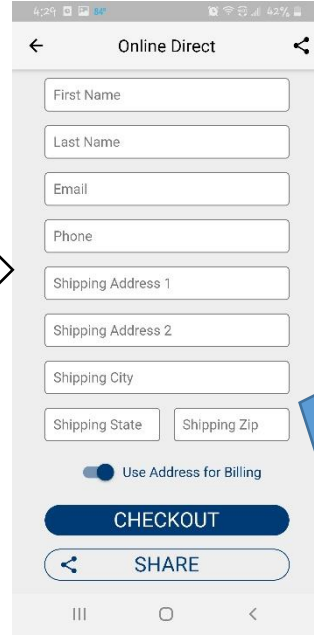 4:29 84° 42%
Online Direct
First Name
Last Name
Email
Phone
Shipping Address 1
Shipping Address 2
Shipping City
Shipping State Shipping Zip
Use Address for Billing
CHECKOUT
SHARE